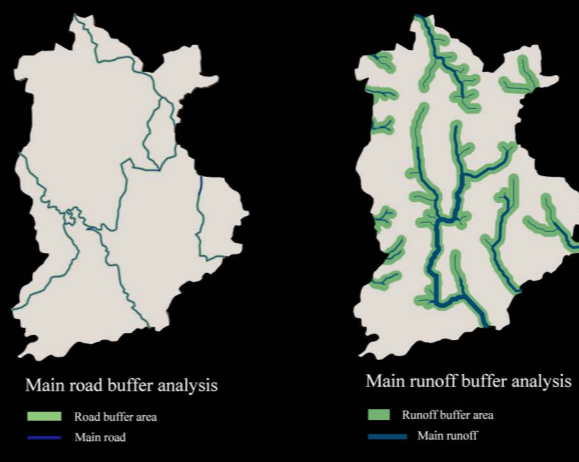 Main road buffer analysis
Road buffer area
Main road
Main runoff buffer analysis
Runoff buffer area
Main runoff